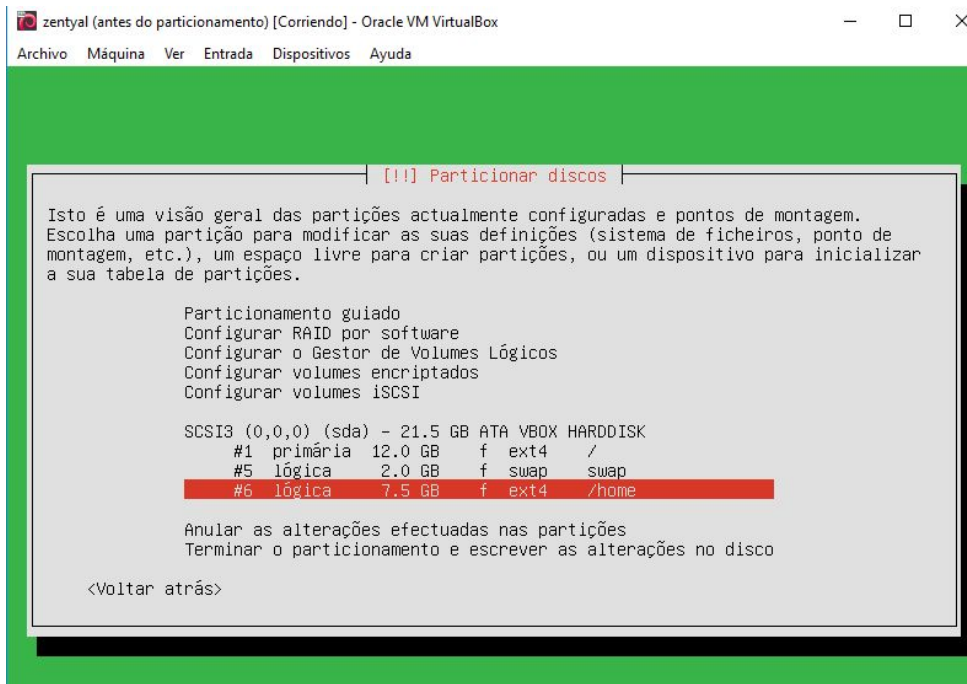 zentyal (antes do particionamento) [Corriendo] - Oracle VM VirtualBox
Archivo Máquina Ver Entrada Dispositivos Ayuda
[!!] Particionar discos
Isto é uma visão geral das partições actualmente configuradas e pontos de montagem.
Escolha uma partição para modificar as suas definições (sistema de ficheiros, ponto de
montagem, etc.), um espaço livre para criar partições, ou um dispositivo para inicializar
a sua tabela de partições.
Particionamento guiado
Configurar RAID por software
Configurar o Gestor de Volumes Lógicos
Configurar volumes encriptados
Configurar volumes iSCSI
SCSI3 (0,0,0) (sda) - 21.5 GB ATA VBOX HARDDISK
#1 primária 12.0 GB f ext4 /
#5 lógica 2.0 GB f swap swap
#6 lógica 7.5 GB f ext4 /home
Anular as alterações efectuadas nas partições
Terminar o particionamento e escrever as alterações no disco
<Voltar atrás>